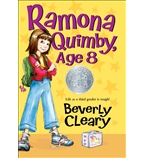 Ramona
Quimby,
Age 8
Life as a third grader is tough!
Beverly
CLeaRy